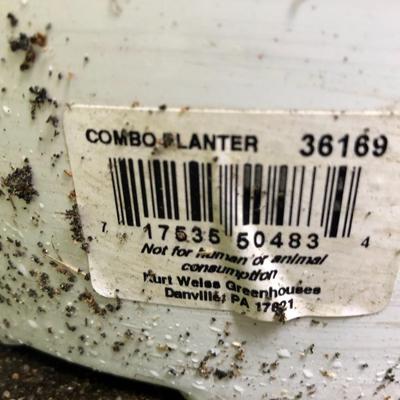 COMBO PLANTER 36169
7 17535 50483 4
Not for human or animal
consumption
Kurt Weiss Greenhouses
Danville, PA 17821